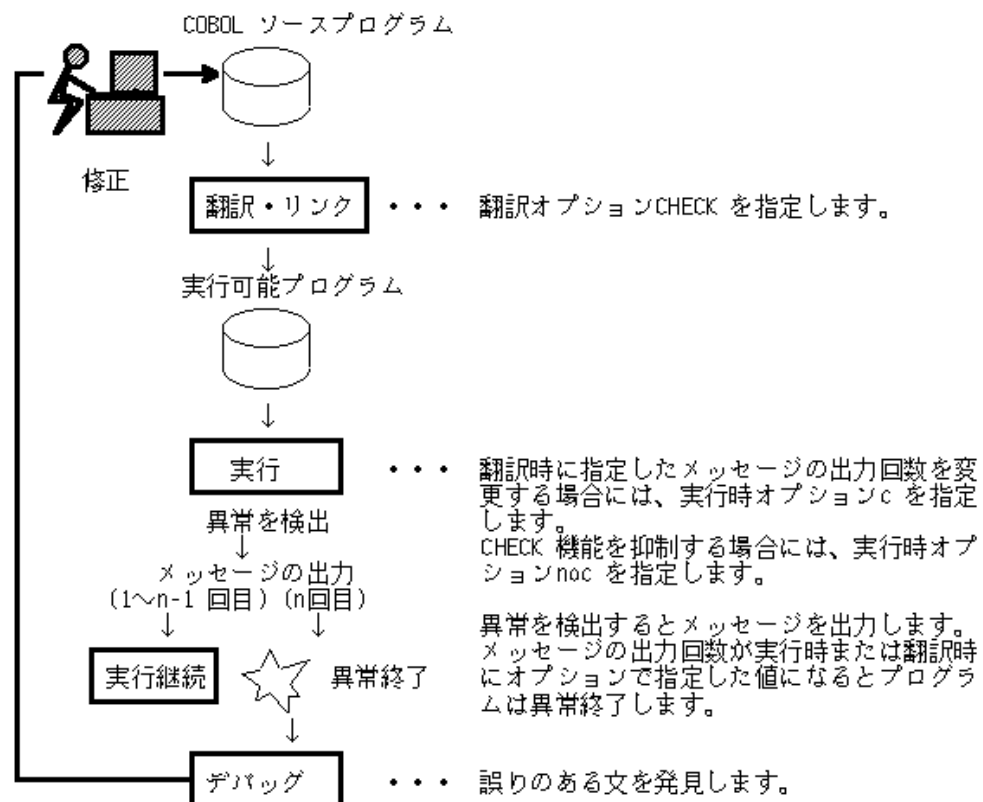 COBOL ソースプログラム
↓
修正
翻訳・リンク ・・・ 翻訳オプションCHECK を指定します。
↓
実行可能プログラム
↓
実行 ・・・ 翻訳時に指定したメッセージの出力回数を変
更する場合には、実行時オプションc を指定
します。
CHECK 機能を抑制する場合には、実行時オプ
ションnoc を指定します。
異常を検出
↓
メッセージの出力
(1～n-1 回目) (n回目)
↓ ↓
異常を検出するとメッセージを出力します。
メッセージの出力回数が実行時または翻訳時
にオプションで指定した値になるとプログラ
ムは異常終了します。
実行継続 異常終了
↓
デバッグ ・・・ 誤りのある文を発見します。